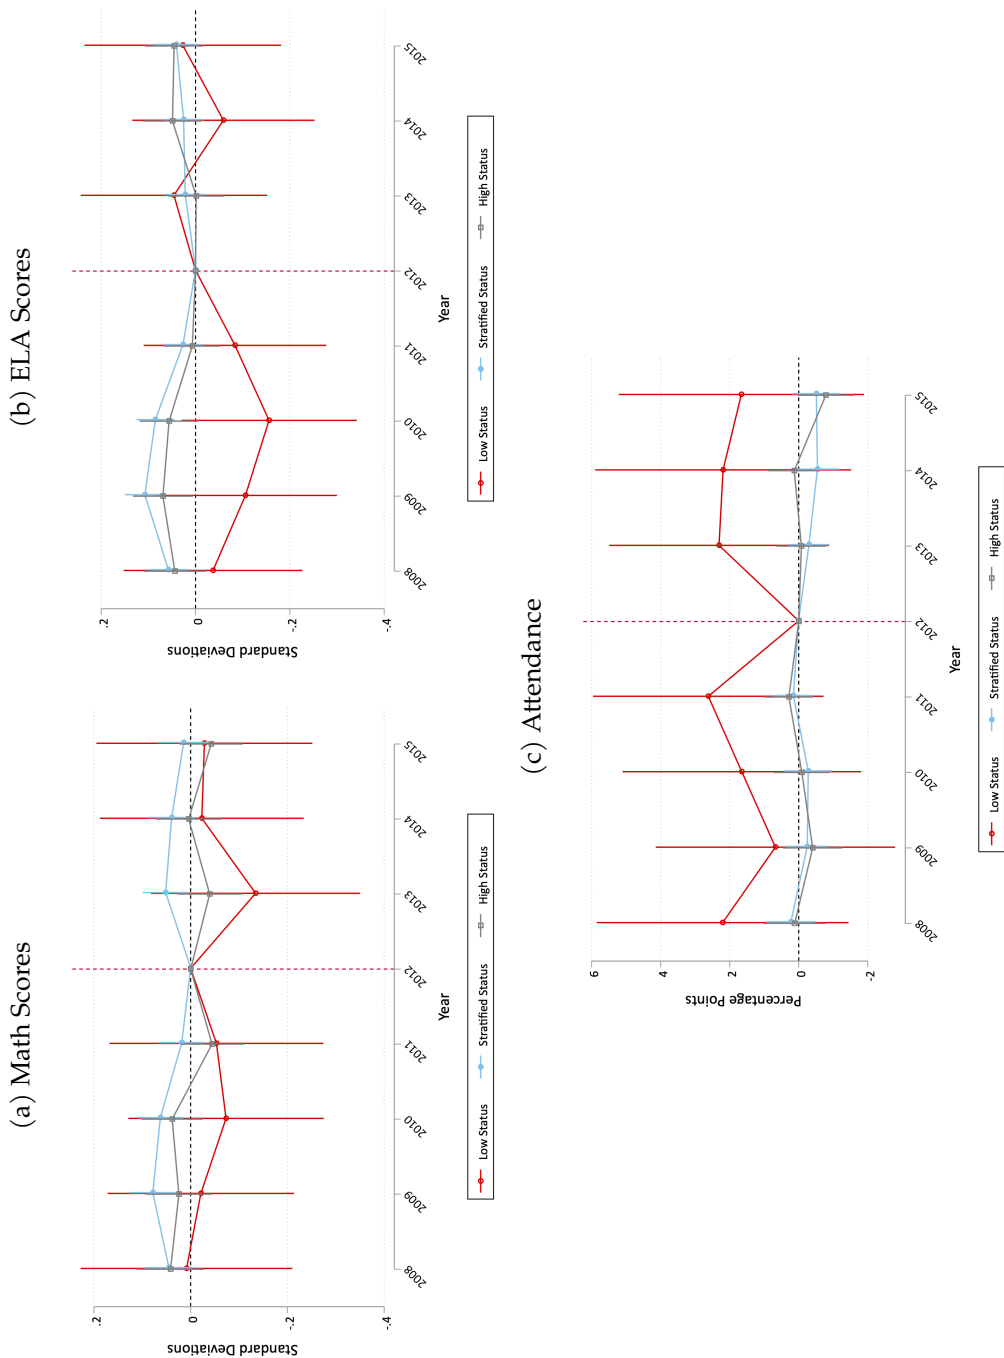 (a) Math Scores
.2
0
-.2
-.4
Standard Deviations
2008
2009
2010
2011
2012
2013
2014
2015
Year
Low Status
Stratified Status
High Status
(b) ELA Scores
.2
0
-.2
-.4
Standard Deviations
2008
2009
2010
2011
2012
2013
2014
2015
Year
Low Status
Stratified Status
High Status
(c) Attendance
6
4
2
0
-2
Percentage Points
2008
2009
2010
2011
2012
2013
2014
2015
Year
Low Status
Stratified Status
High Status